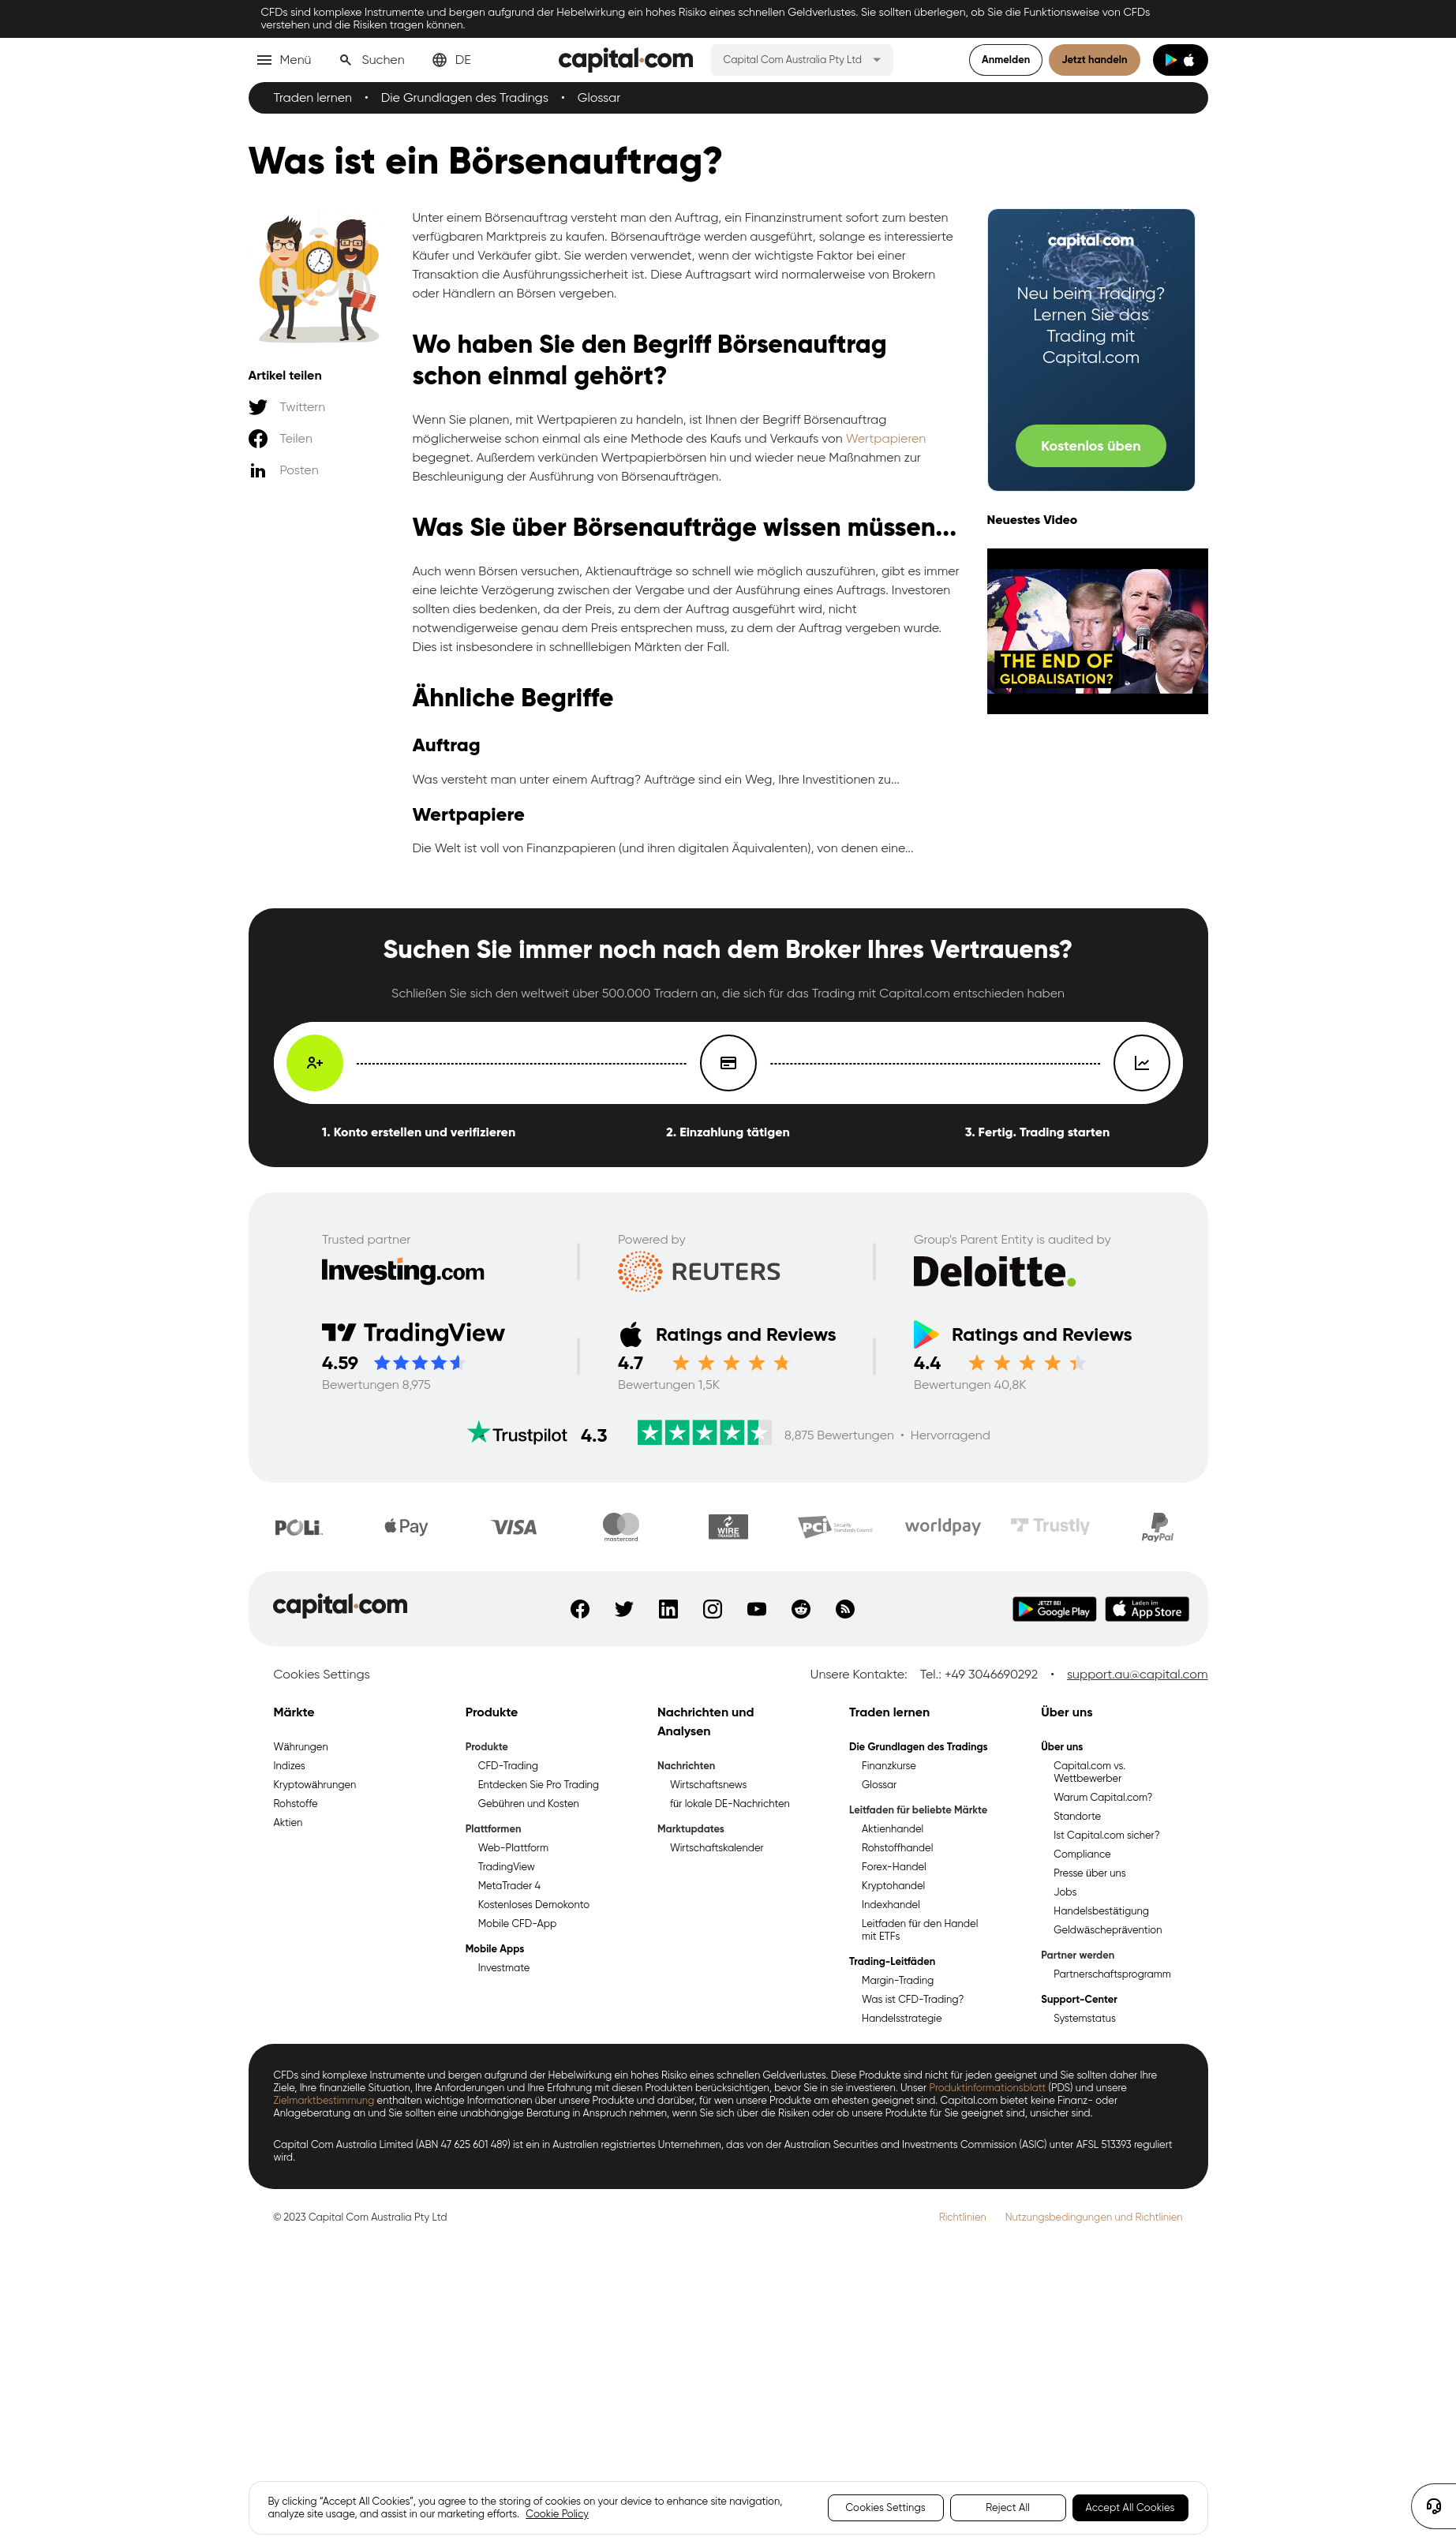 CFDs sind komplexe Instrumente und bergen aufgrund der Hebelwirkung ein hohes Risiko eines schnellen Geldverlustes. Sie sollten überlegen, ob Sie die Funktionsweise von CFDs
verstehen und die Risiken tragen können.
Menü
Suchen
DE
capital.com
Capital Com Australia Pty Ltd
Anmelden
Jetzt handeln
Traden lernen • Die Grundlagen des Tradings • Glossar
Was ist ein Börsenauftrag?
Artikel teilen
Twittern
Teilen
Posten
Unter einem Börsenauftrag versteht man den Auftrag, ein Finanzinstrument sofort zum besten
verfügbaren Marktpreis zu kaufen. Börsenaufträge werden ausgeführt, solange es interessierte
Käufer und Verkäufer gibt. Sie werden verwendet, wenn der wichtigste Faktor bei einer
Transaktion die Ausführungssicherheit ist. Diese Auftragsart wird normalerweise von Brokern
oder Händlern an Börsen vergeben.
Wo haben Sie den Begriff Börsenauftrag
schon einmal gehört?
Wenn Sie planen, mit Wertpapieren zu handeln, ist Ihnen der Begriff Börsenauftrag
möglicherweise schon einmal als eine Methode des Kaufs und Verkaufs von Wertpapieren
begegnet. Außerdem verkünden Wertpapierbörsen hin und wieder neue Maßnahmen zur
Beschleunigung der Ausführung von Börsenaufträgen.
Was Sie über Börsenaufträge wissen müssen...
Auch wenn Börsen versuchen, Aktienaufträge so schnell wie möglich auszuführen, gibt es immer
eine leichte Verzögerung zwischen der Vergabe und der Ausführung eines Auftrags. Investoren
sollten dies bedenken, da der Preis, zu dem der Auftrag ausgeführt wird, nicht
notwendigerweise genau dem Preis entsprechen muss, zu dem der Auftrag vergeben wurde.
Dies ist insbesondere in schnelllebigen Märkten der Fall.
Ähnliche Begriffe
Auftrag
Was versteht man unter einem Auftrag? Aufträge sind ein Weg, Ihre Investitionen zu...
Wertpapiere
Die Welt ist voll von Finanzpapieren (und ihren digitalen Äquivalenten), von denen eine...
capital.com
Neu beim Trading?
Lernen Sie das
Trading mit
Capital.com
Kostenlos üben
Neuestes Video
THE END OF
GLOBALISATION?
Suchen Sie immer noch nach dem Broker Ihres Vertrauens?
Schließen Sie sich den weltweit über 500.000 Tradern an, die sich für das Trading mit Capital.com entschieden haben
1. Konto erstellen und verifizieren
2. Einzahlung tätigen
3. Fertig. Trading starten
Trusted partner
Investing.com
Powered by
REUTERS
Group's Parent Entity is audited by
Deloitte.
TradingView
4.59
Bewertungen 8,975
Ratings and Reviews
4.7
Bewertungen 1,5K
Ratings and Reviews
4.4
Bewertungen 40,8K
Trustpilot 4.3
8,875 Bewertungen • Hervorragend
POLi
Pay
VISA
mastercard
WIRE
TRANSFER
PCI Security
Standards Council
worldpay
Trustly
PayPal
capital.com
JETZT BEI
Google Play
Laden im
App Store
Cookies Settings
Unsere Kontakte: Tel.: +49 3046690292 • support.au@capital.com
Märkte
Währungen
Indizes
Kryptowährungen
Rohstoffe
Aktien
Produkte
Produkte
CFD-Trading
Entdecken Sie Pro Trading
Gebühren und Kosten
Plattformen
Web-Plattform
TradingView
MetaTrader 4
Kostenloses Demokonto
Mobile CFD-App
Mobile Apps
Investmate
Nachrichten und
Analysen
Nachrichten
Wirtschaftsnews
für lokale DE-Nachrichten
Marktupdates
Wirtschaftskalender
Traden lernen
Die Grundlagen des Tradings
Finanzkurse
Glossar
Leitfaden für beliebte Märkte
Aktienhandel
Rohstoffhandel
Forex-Handel
Kryptohandel
Indexhandel
Leitfaden für den Handel
mit ETFs
Trading-Leitfäden
Margin-Trading
Was ist CFD-Trading?
Handelsstrategie
Über uns
Über uns
Capital.com vs.
Wettbewerber
Warum Capital.com?
Standorte
Ist Capital.com sicher?
Compliance
Presse über uns
Jobs
Handelsbestätigung
Geldwäscheprävention
Partner werden
Partnerschaftsprogramm
Support-Center
Systemstatus
CFDs sind komplexe Instrumente und bergen aufgrund der Hebelwirkung ein hohes Risiko eines schnellen Geldverlustes. Diese Produkte sind nicht für jeden geeignet und Sie sollten daher Ihre
Ziele, Ihre finanzielle Situation, Ihre Anforderungen und Ihre Erfahrung mit diesen Produkten berücksichtigen, bevor Sie in sie investieren. Unser Produktinformationsblatt (PDS) und unsere
Zielmarktbestimmung enthalten wichtige Informationen über unsere Produkte und darüber, für wen unsere Produkte am ehesten geeignet sind. Capital.com bietet keine Finanz- oder
Anlageberatung an und Sie sollten eine unabhängige Beratung in Anspruch nehmen, wenn Sie sich über die Risiken oder ob unsere Produkte für Sie geeignet sind, unsicher sind.
Capital Com Australia Limited (ABN 47 625 601 489) ist ein in Australien registriertes Unternehmen, das von der Australian Securities and Investments Commission (ASIC) unter AFSL 513393 reguliert
wird.
© 2023 Capital Com Australia Pty Ltd
Richtlinien
Nutzungsbedingungen und Richtlinien
By clicking “Accept All Cookies”, you agree to the storing of cookies on your device to enhance site navigation,
analyze site usage, and assist in our marketing efforts. Cookie Policy
Cookies Settings
Reject All
Accept All Cookies